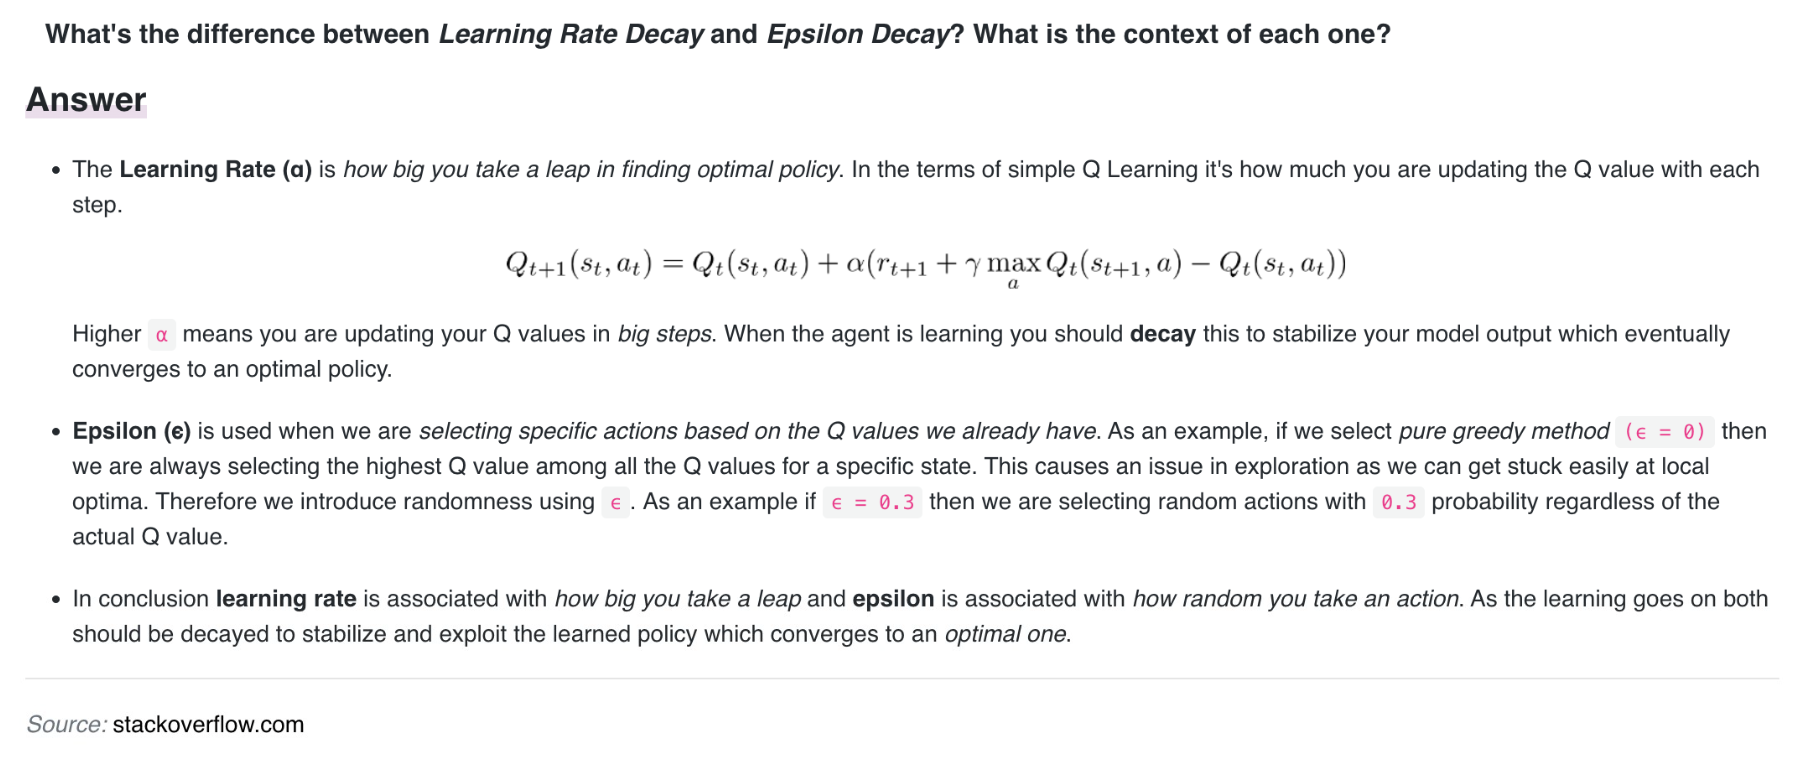 What's the difference between Learning Rate Decay and Epsilon Decay? What is the context of each one?
Answer
• The Learning Rate (α) is how big you take a leap in finding optimal policy. In the terms of simple Q Learning it's how much you are updating the Q value with each
step.
Q_{t+1}(s_t, a_t) = Q_t(s_t, a_t) + α(r_{t+1} + γ max_a Q_t(s_{t+1}, a) − Q_t(s_t, a_t))
Higher α means you are updating your Q values in big steps. When the agent is learning you should decay this to stabilize your model output which eventually
converges to an optimal policy.
• Epsilon (ϵ) is used when we are selecting specific actions based on the Q values we already have. As an example, if we select pure greedy method (ϵ = 0) then
we are always selecting the highest Q value among all the Q values for a specific state. This causes an issue in exploration as we can get stuck easily at local
optima. Therefore we introduce randomness using ϵ. As an example if ϵ = 0.3 then we are selecting random actions with 0.3 probability regardless of the
actual Q value.
• In conclusion learning rate is associated with how big you take a leap and epsilon is associated with how random you take an action. As the learning goes on both
should be decayed to stabilize and exploit the learned policy which converges to an optimal one.
Source: stackoverflow.com